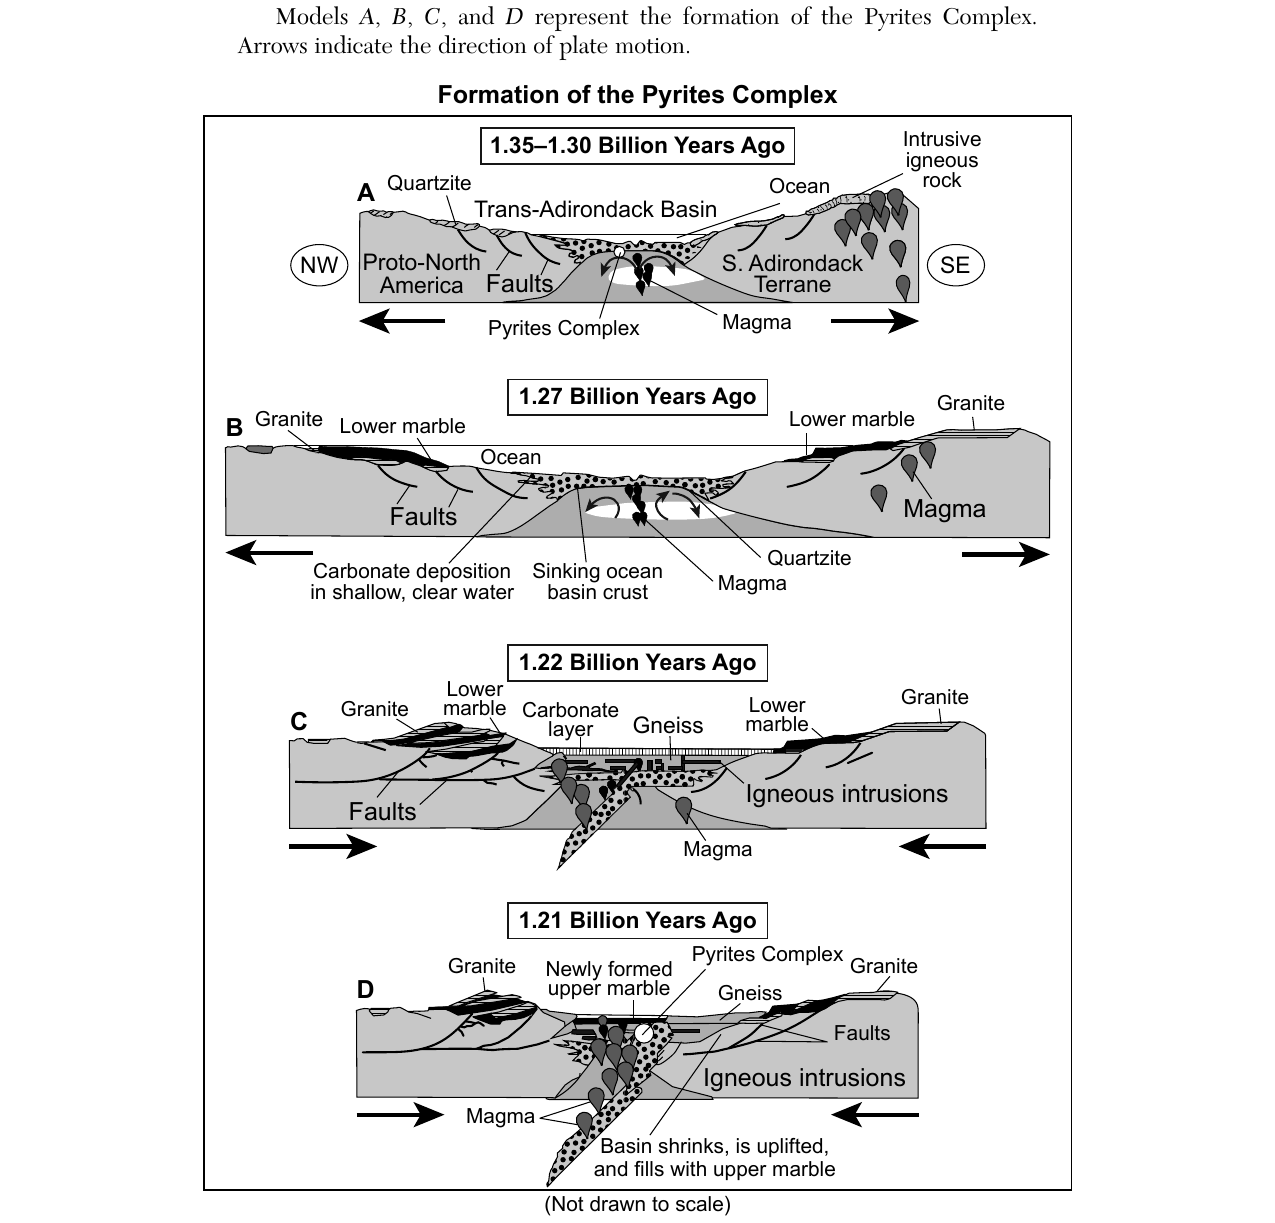 Models A, B, C, and D represent the formation of the Pyrites Complex.
Arrows indicate the direction of plate motion.
Formation of the Pyrites Complex
1.35–1.30 Billion Years Ago
Intrusive
igneous
rock
A
Quartzite
Ocean
Trans-Adirondack Basin
NW
Proto-North
America
Faults
S. Adirondack
Terrane
SE
Pyrites Complex
Magma
1.27 Billion Years Ago
B
Granite
Lower marble
Lower marble
Granite
Ocean
Faults
Magma
Carbonate deposition
in shallow, clear water
Sinking ocean
basin crust
Quartzite
Magma
1.22 Billion Years Ago
C
Granite
Lower
marble
Carbonate
layer
Gneiss
Lower
marble
Granite
Faults
Igneous intrusions
Magma
1.21 Billion Years Ago
D
Granite
Newly formed
upper marble
Pyrites Complex
Granite
Gneiss
Faults
Igneous intrusions
Magma
Basin shrinks, is uplifted,
and fills with upper marble
(Not drawn to scale)